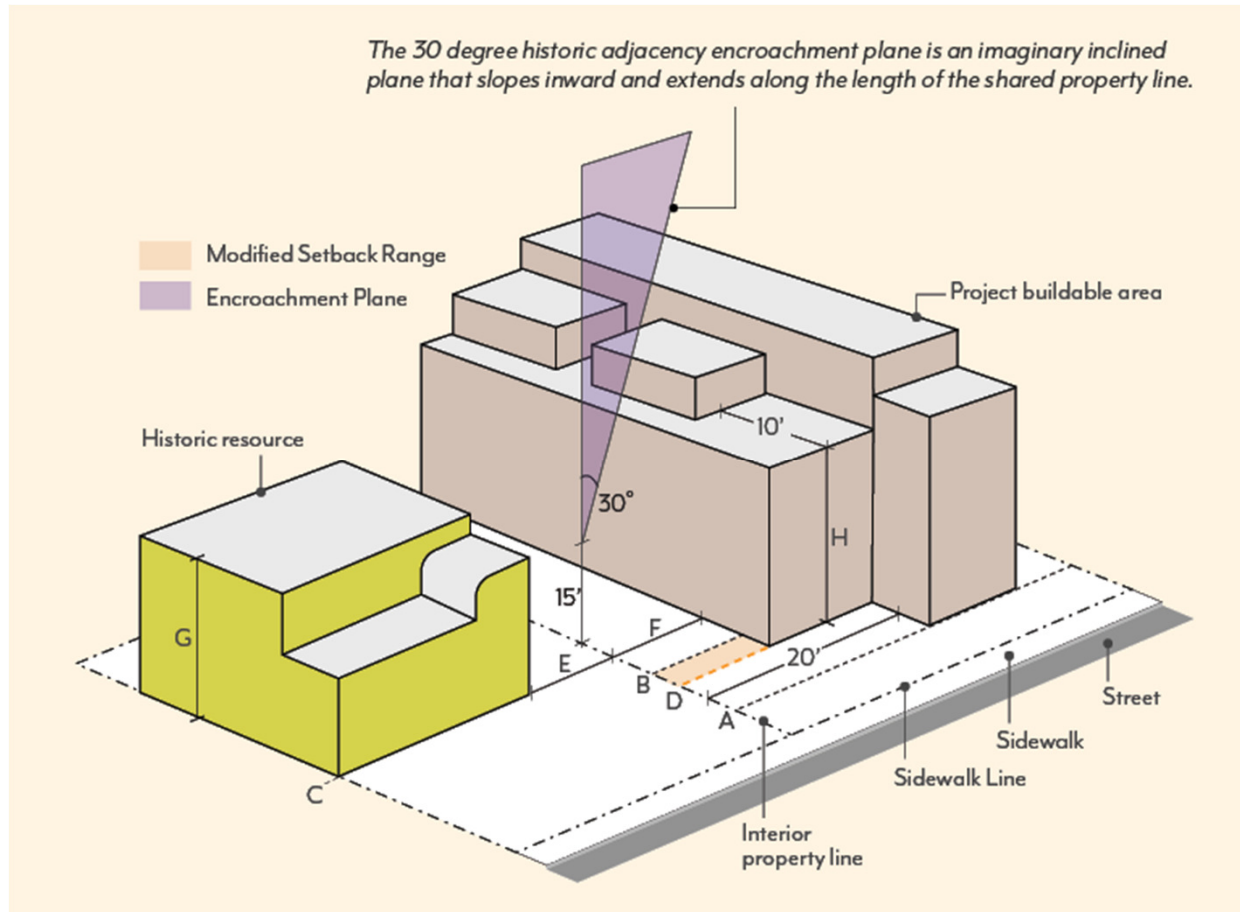 The 30 degree historic adjacency encroachment plane is an imaginary inclined
plane that slopes inward and extends along the length of the shared property line.
Modified Setback Range
Encroachment Plane
Project buildable area
Historic resource
10'
30°
H
G
15'
F
E
20'
B
D
A
C
Street
Sidewalk
Sidewalk Line
Interior
property line